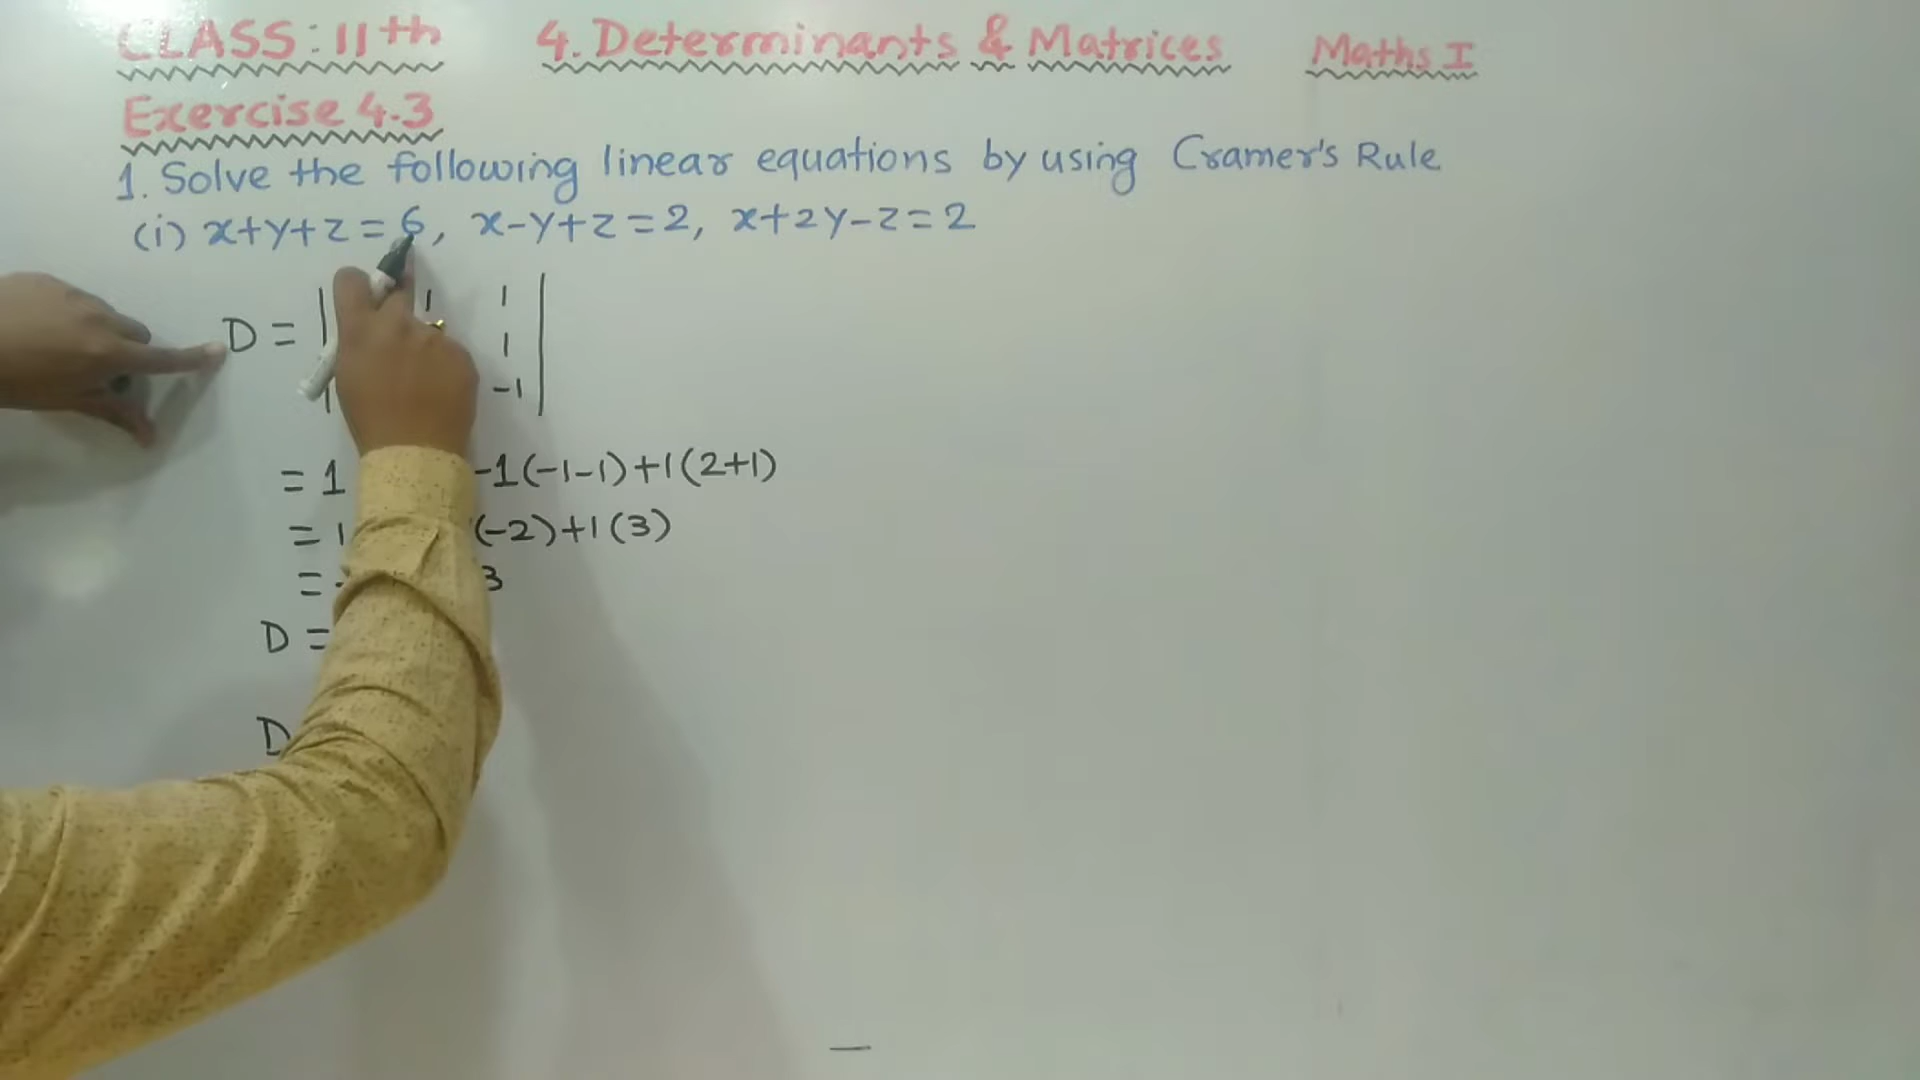 CLASS: 11th 4. Determinants & Matrices Maths I
Exercise 4.3
1. Solve the following linear equations by using Cramer's Rule
(i) x+y+z=6, x-y+z=2, x+2y-z=2
1 1
D = | 1 |
1 -1
= 1 -1(-1-1)+1(2+1)
= 1 (-2)+1(3)
= 3
D =
D